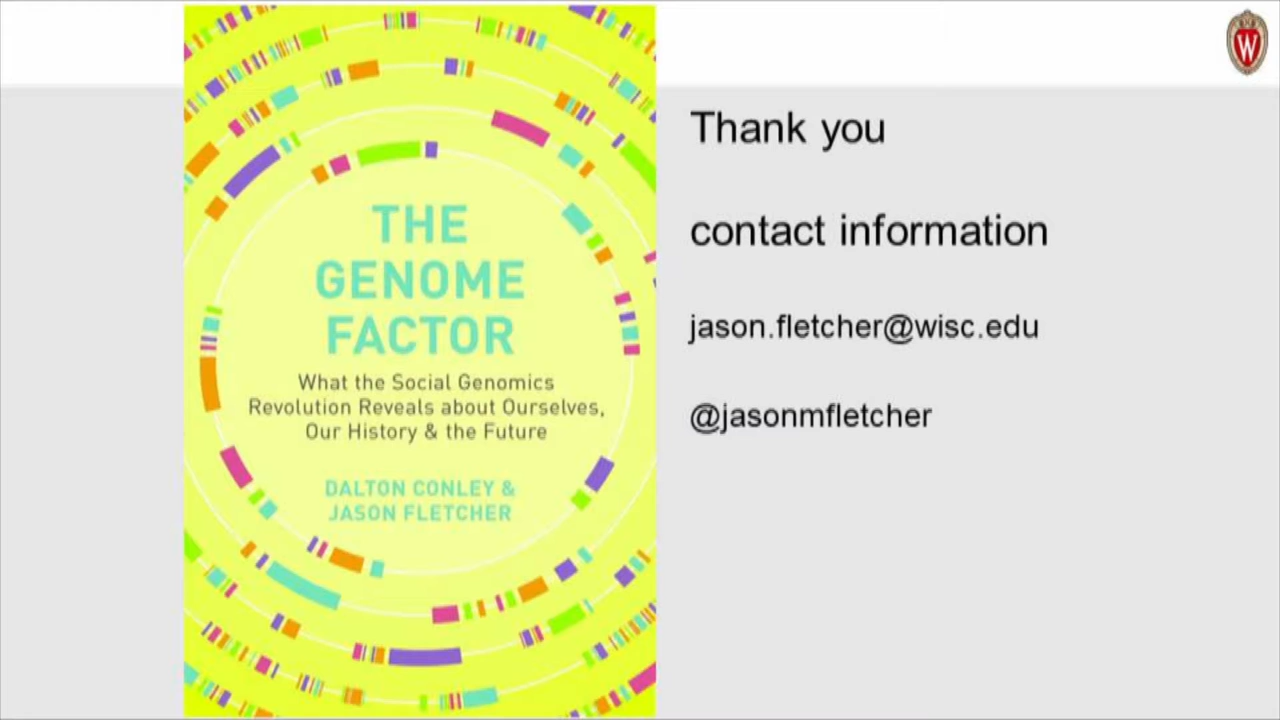 THE
GENOME
FACTOR
What the Social Genomics
Revolution Reveals about Ourselves,
Our History & the Future
DALTON CONLEY &
JASON FLETCHER
W
Thank you
contact information
jason.fletcher@wisc.edu
@jasonmfletcher